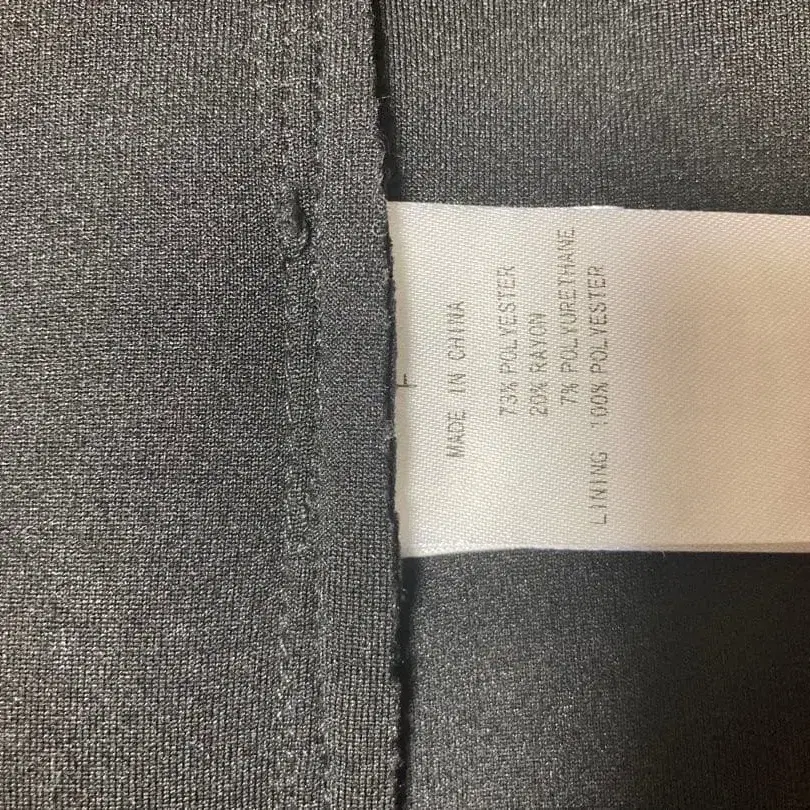 MADE IN CHINA
73% POLYESTER
20% RAYON
7% POLYURETHANE
LINING 100% POLYESTER